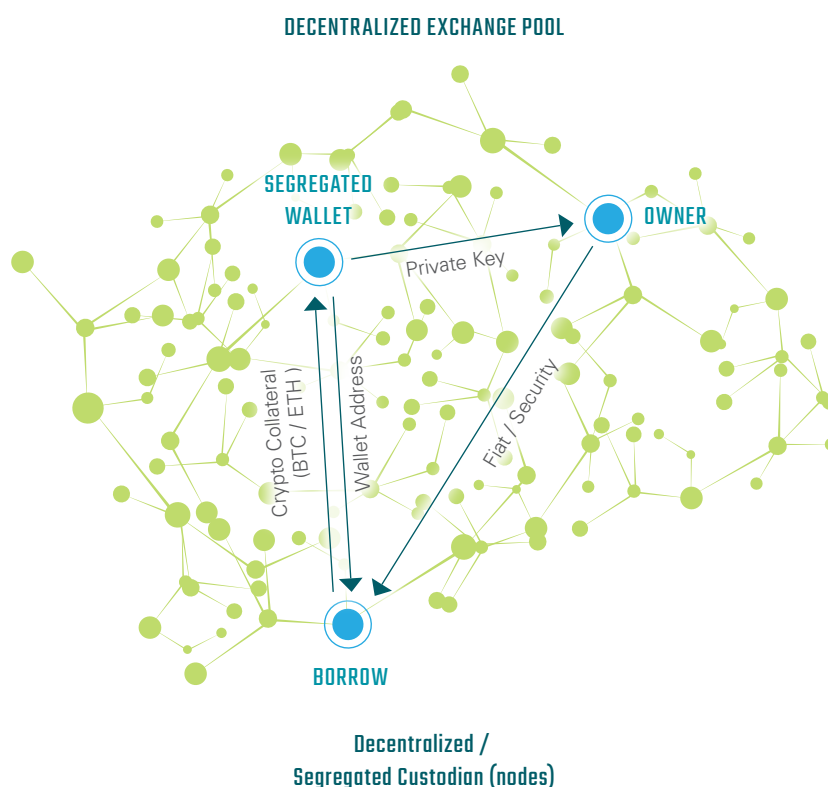 DECENTRALIZED EXCHANGE POOL
SEGREGATED
WALLET
OWNER
Private Key
Crypto Collateral
(BTC / ETH )
Wallet Address
Fiat / Security
BORROW
Decentralized /
Segregated Custodian (nodes)